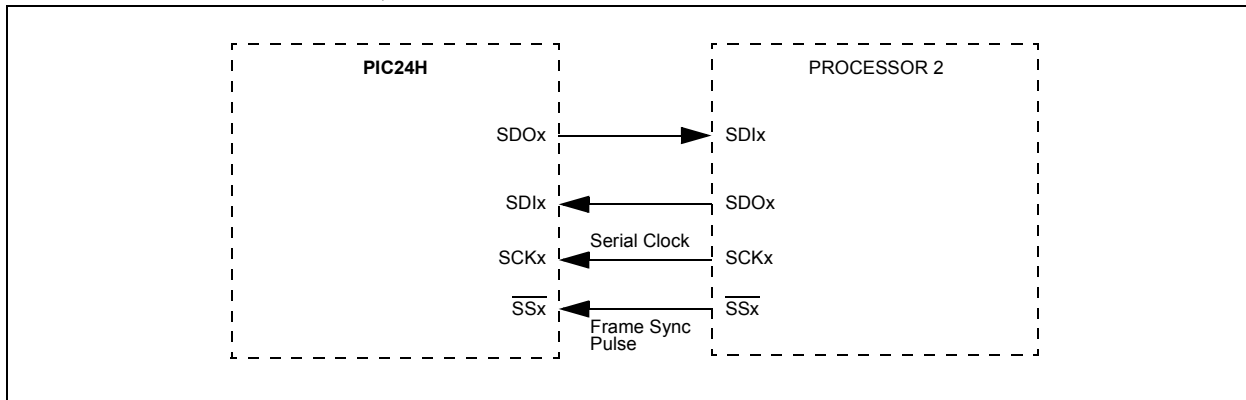 PIC24H
PROCESSOR 2
SDOx
SDIx
SDIx
SDOx
Serial Clock
SCKx
SCKx
SSx
SSx
Frame Sync
Pulse